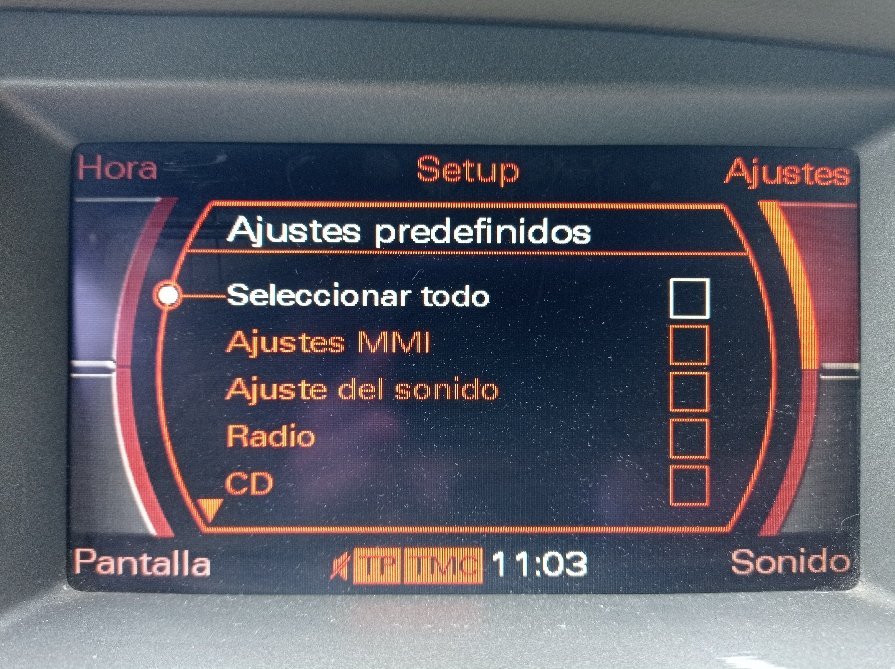 Hora Setup Ajustes
Ajustes predefinidos
Seleccionar todo
Ajustes MMI
Ajuste del sonido
Radio
CD
Pantalla TP TMC 11:03 Sonido